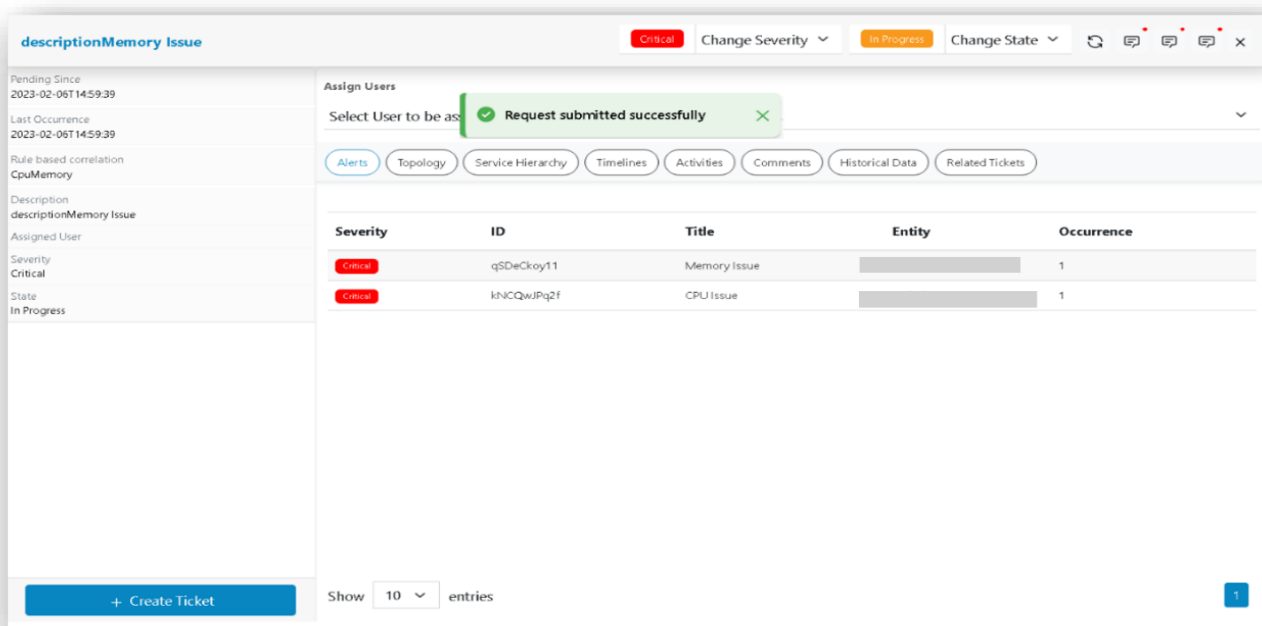 descriptionMemory Issue
Critical
Change Severity
In Progress
Change State
Pending Since
2023-02-06T14:59:39
Last Occurrence
2023-02-06T14:59:39
Rule based correlation
CpuMemory
Description
descriptionMemory Issue
Assigned User
Severity
Critical
State
In Progress
+ Create Ticket
Assign Users
Select User to be as
Request submitted successfully
Alerts Topology Service Hierarchy Timelines Activities Comments Historical Data Related Tickets
Severity ID Title Entity Occurrence
Critical qSDeCkoy11 Memory Issue 1
Critical kNCQwJPq2f CPU Issue 1
Show 10 entries
1